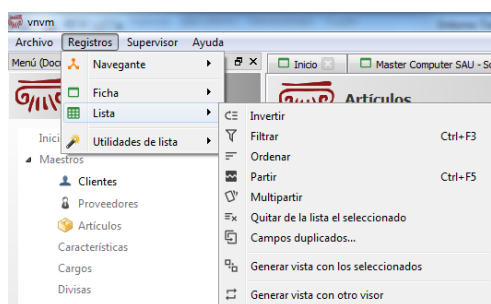 vnvm
Archivo Registros Supervisor Ayuda
Menú (Doc
Inicio
Master Computer SAU - So
Navegante
Ficha
Lista
Utilidades de lista
Artículos
Invertir
Filtrar Ctrl+F3
Ordenar
Partir Ctrl+F5
Multipartir
Quitar de la lista el seleccionado
Campos duplicados...
Generar vista con los seleccionados
Generar vista con otro visor
Inici
Maestros
Clientes
Proveedores
Artículos
Características
Cargos
Divisas